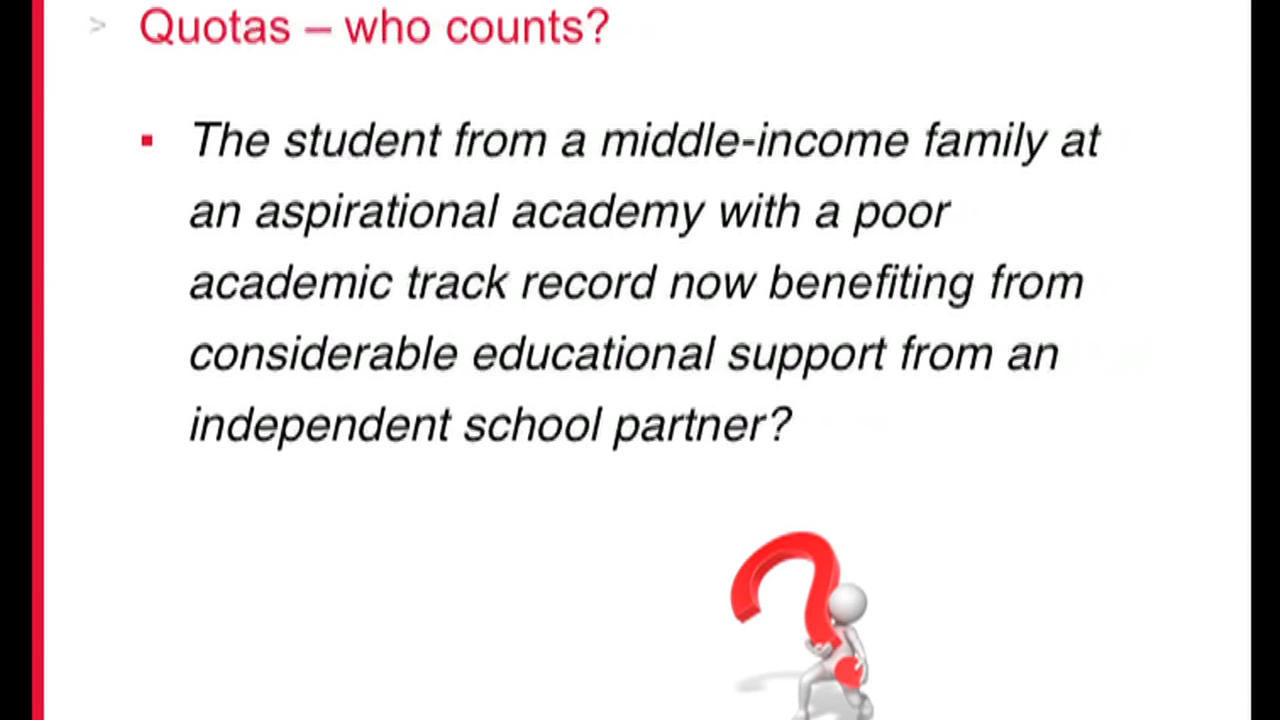 > Quotas – who counts?
▪ The student from a middle-income family at
an aspirational academy with a poor
academic track record now benefiting from
considerable educational support from an
independent school partner?